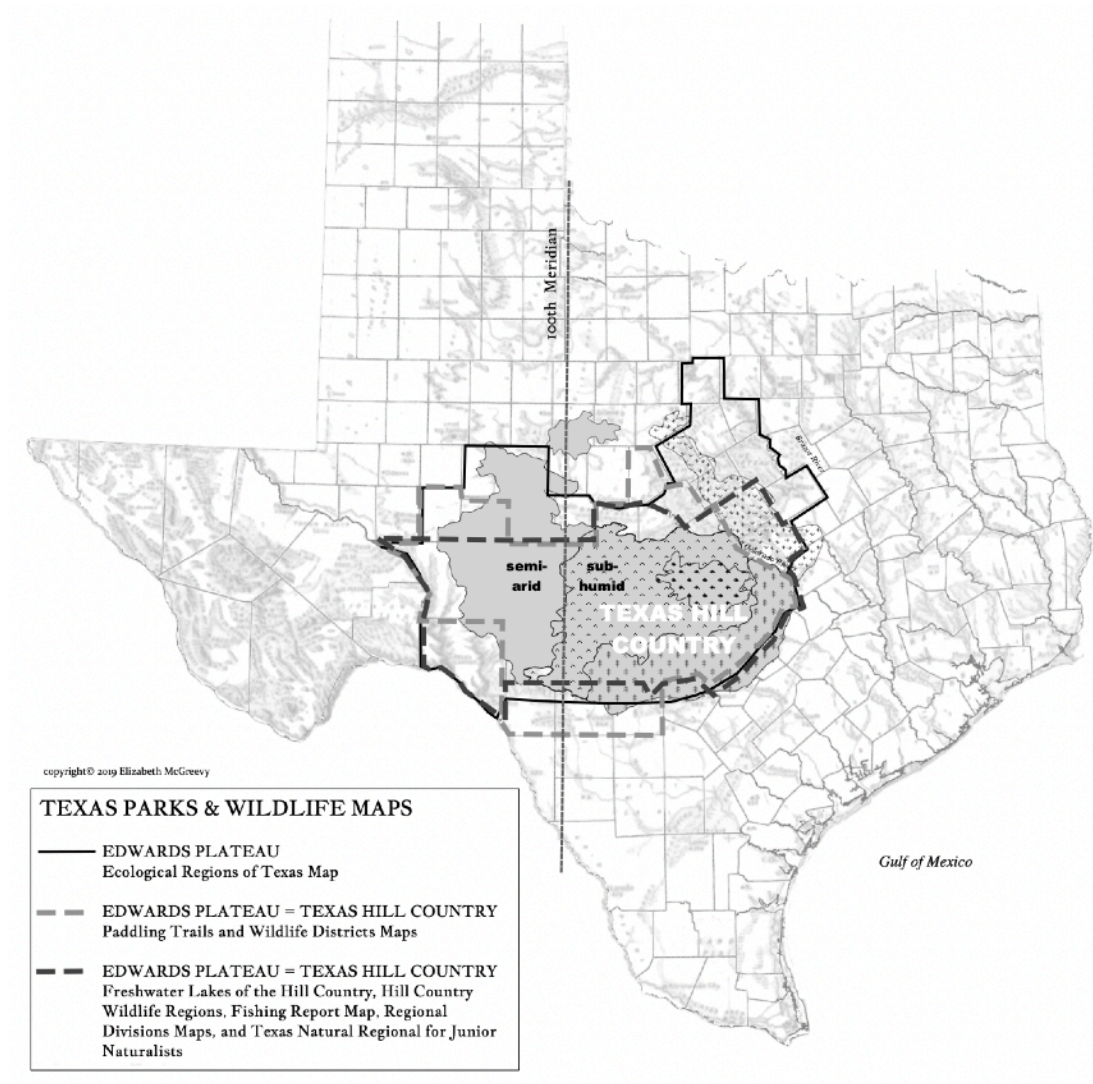 100th Meridian
Brazos River
semi-
arid
sub-
humid
TEXAS HILL
COUNTRY
copyright© 2019 Elizabeth McGreevy
TEXAS PARKS & WILDLIFE MAPS
EDWARDS PLATEAU
Ecological Regions of Texas Map
EDWARDS PLATEAU = TEXAS HILL COUNTRY
Paddling Trails and Wildlife Districts Maps
EDWARDS PLATEAU = TEXAS HILL COUNTRY
Freshwater Lakes of the Hill Country, Hill Country
Wildlife Regions, Fishing Report Map, Regional
Divisions Maps, and Texas Natural Regional for Junior
Naturalists
Gulf of Mexico